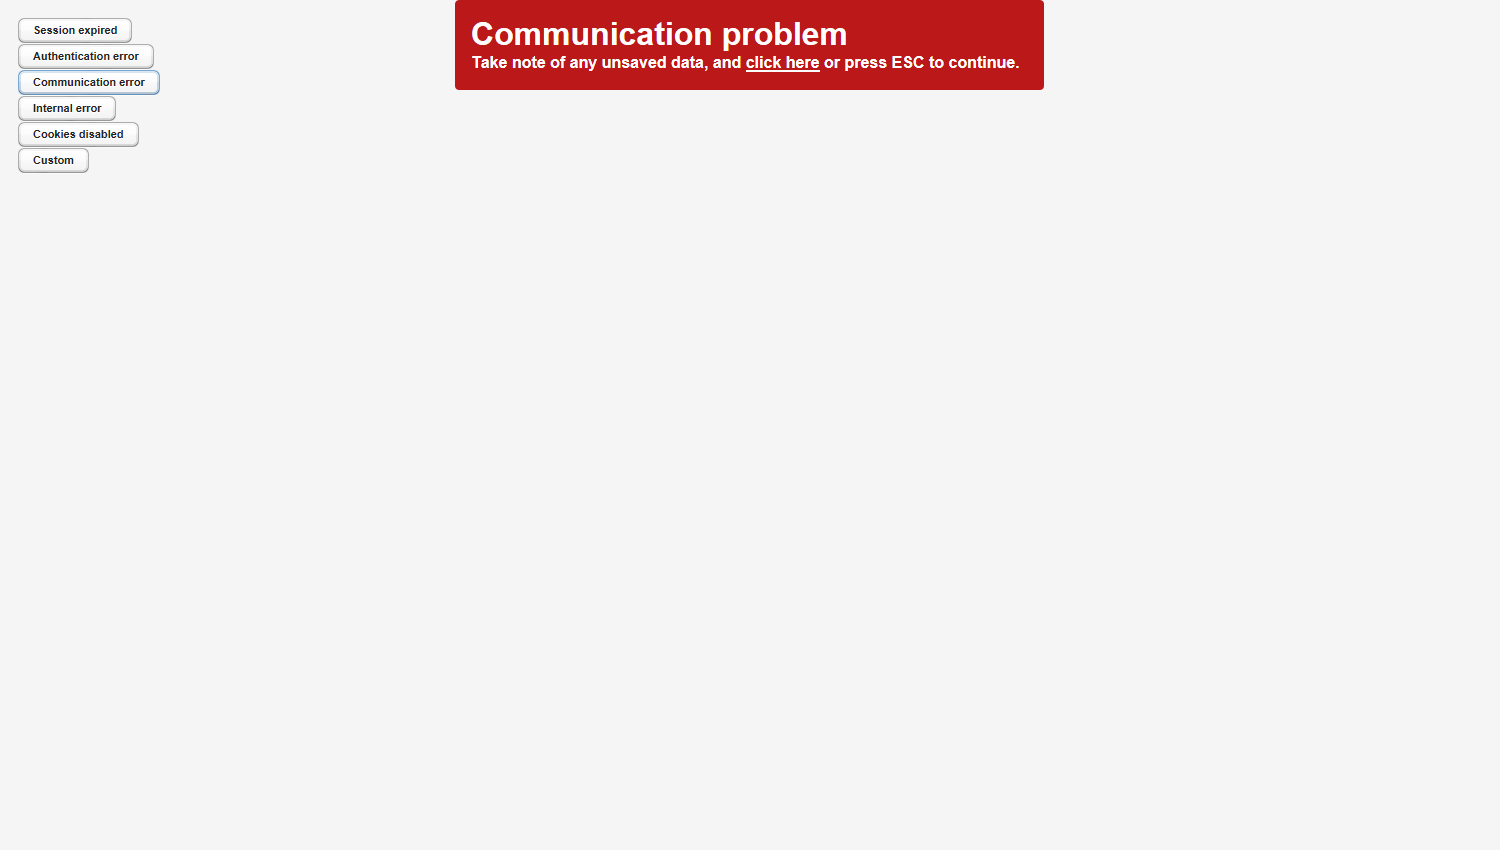 Session expired
Authentication error
Communication error
Internal error
Cookies disabled
Custom
Communication problem
Take note of any unsaved data, and click here or press ESC to continue.